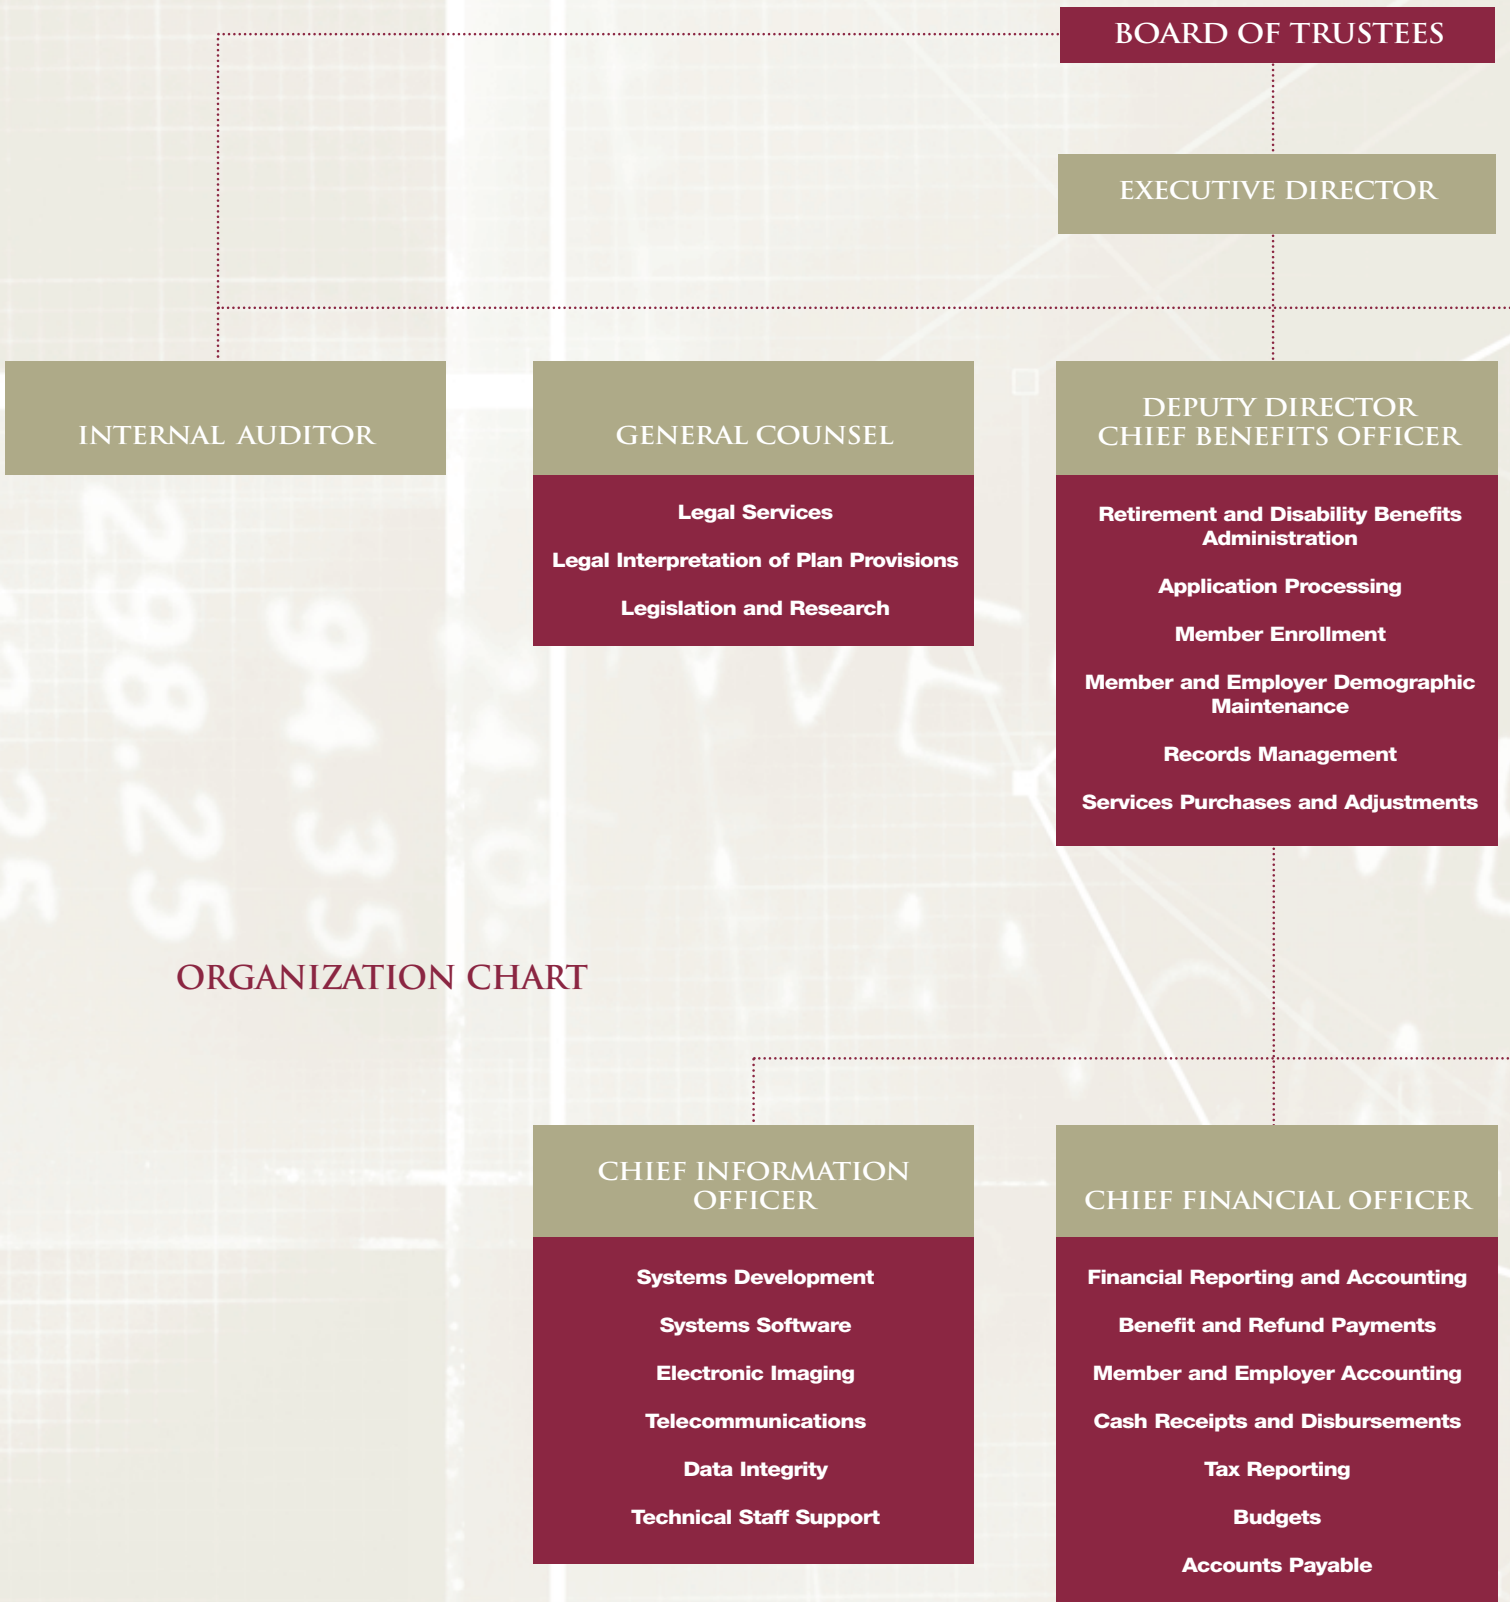 BOARD OF TRUSTEES
EXECUTIVE DIRECTOR
INTERNAL AUDITOR
GENERAL COUNSEL
Legal Services
Legal Interpretation of Plan Provisions
Legislation and Research
DEPUTY DIRECTOR
CHIEF BENEFITS OFFICER
Retirement and Disability Benefits
Administration
Application Processing
Member Enrollment
Member and Employer Demographic
Maintenance
Records Management
Services Purchases and Adjustments
298.25
94.35
ORGANIZATION CHART
CHIEF INFORMATION
OFFICER
Systems Development
Systems Software
Electronic Imaging
Telecommunications
Data Integrity
Technical Staff Support
CHIEF FINANCIAL OFFICER
Financial Reporting and Accounting
Benefit and Refund Payments
Member and Employer Accounting
Cash Receipts and Disbursements
Tax Reporting
Budgets
Accounts Payable